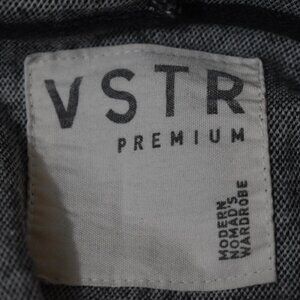 VSTR
PREMIUM
MODERN
NOMAD'S
WARDROBE